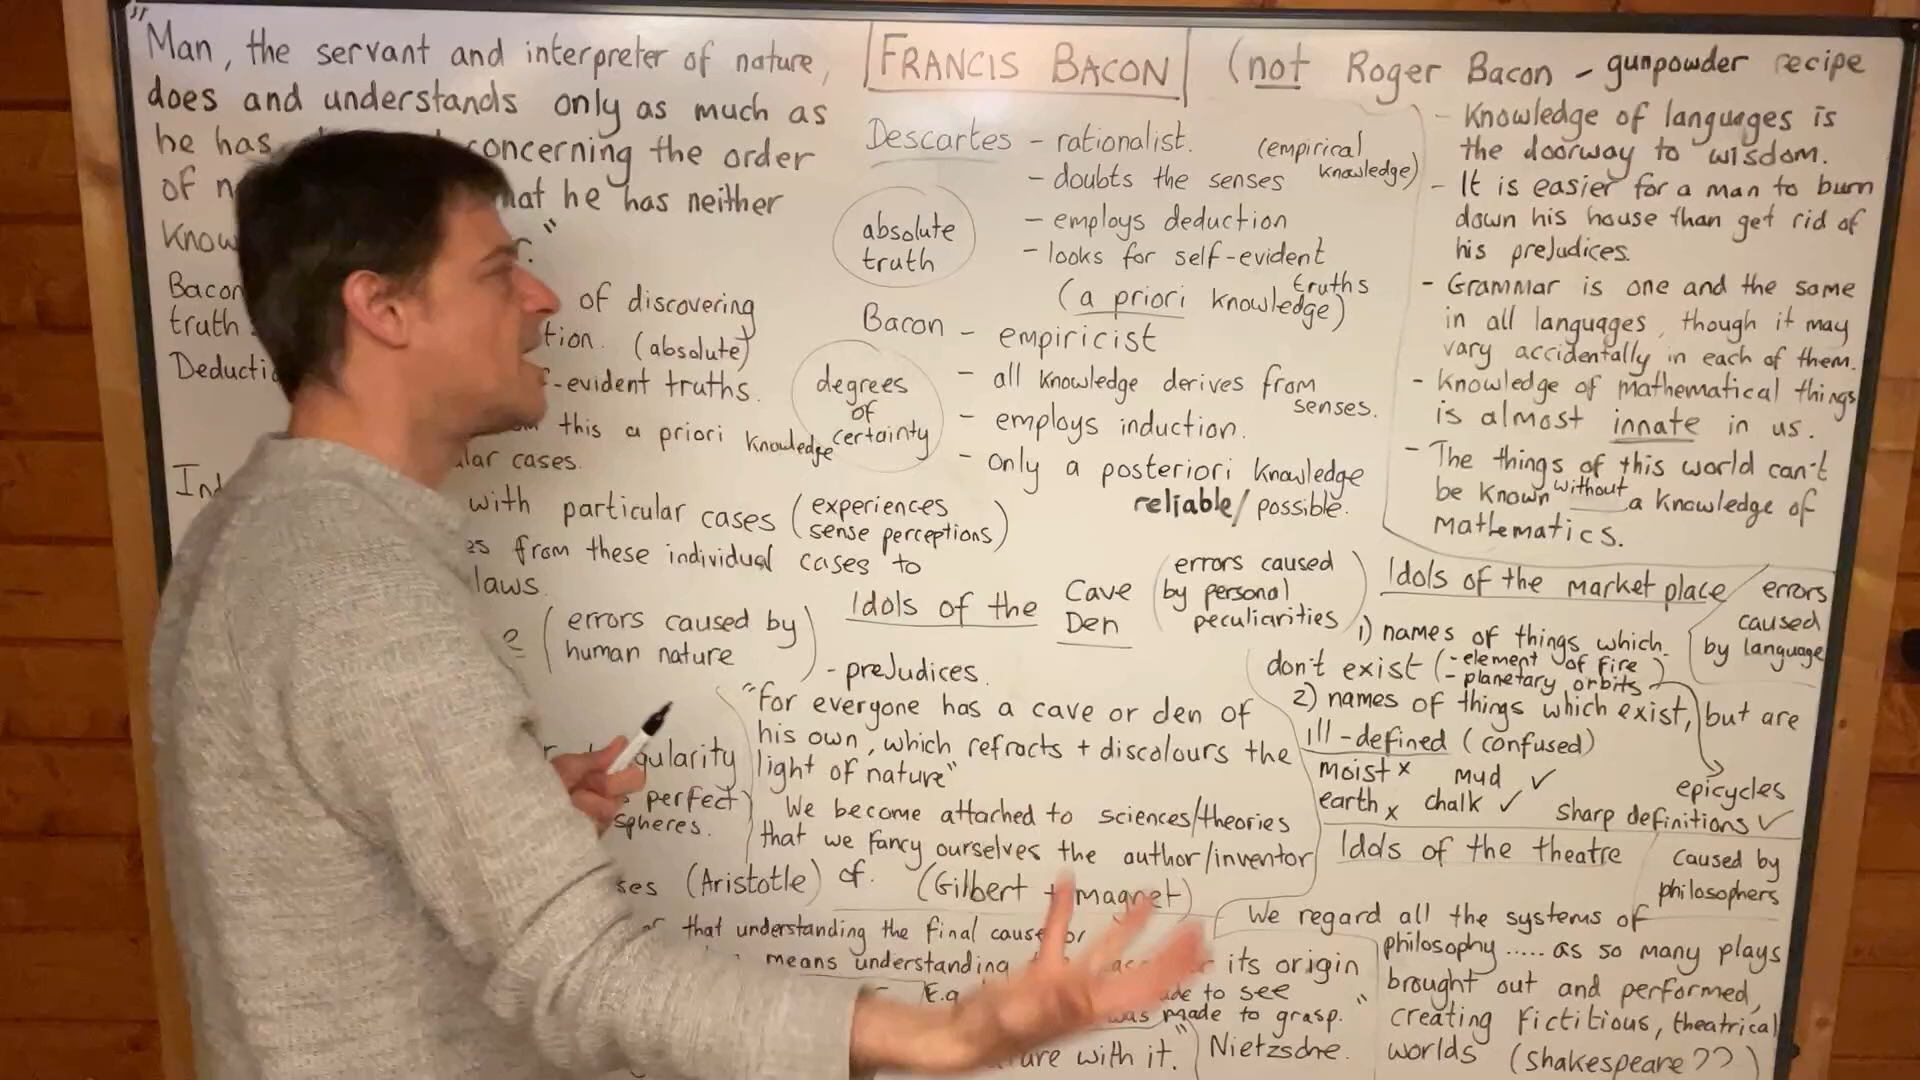 "Man, the servant and interpreter of nature,
does and understands only as much as
he has concerning the order
of he has neither
"
Bacon of discovering
truth (absolute)
-evident truths.
this a priori knowledge
cases.
with particular cases (experiences
sense perceptions)
from these individual cases to
laws.
(errors caused by
human nature)
perfect
spheres.
(Aristotle) cf. (Gilbert + magnet)
that understanding the final cause or
means understanding its origin
E.g. to see
was made to grasp."
with it." Nietzsche.
FRANCIS BACON (not Roger Bacon - gunpowder recipe
Descartes - rationalist. (empirical
knowledge)
- doubts the senses
- employs deduction
- looks for self-evident
truths
(a priori knowledge)
absolute
truth
Bacon - empiricist
- all knowledge derives from
senses.
- employs induction.
- only a posteriori knowledge
reliable/possible.
degrees
of
certainty
- Knowledge of languages is
the doorway to wisdom.
- It is easier for a man to burn
down his house than get rid of
his prejudices.
- Grammar is one and the same
in all languages, though it may
vary accidentally in each of them.
- Knowledge of mathematical things
is almost innate in us.
- The things of this world can't
be known without a knowledge of
mathematics.
Idols of the Cave
Den
(errors caused
by personal
peculiarities)
- prejudices.
"For everyone has a cave or den of
his own, which refracts + discolours the
light of nature"
We become attached to sciences/theories
that we fancy ourselves the author/inventor
Idols of the market place errors
caused
by language
1) names of things which
don't exist (- element of fire
- planetary orbits)
2) names of things which exist, but are
ill-defined (confused)
moist x mud ✓
earth x chalk ✓
epicycles
sharp definitions ✓
Idols of the theatre caused by
philosophers
We regard all the systems of
philosophy ..... as so many plays
brought out and performed,
creating fictitious, theatrical
worlds (Shakespeare??)